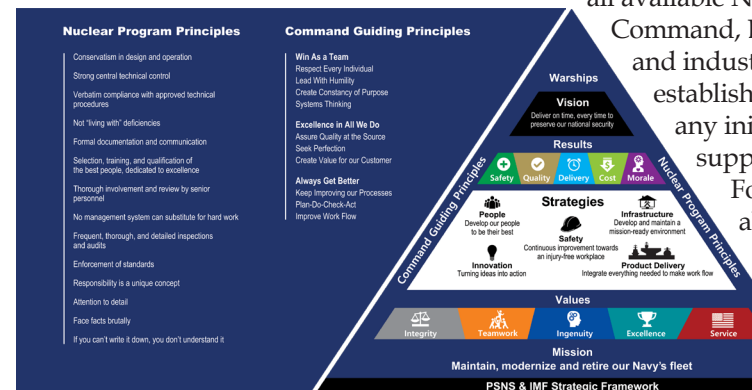 Nuclear Program Principles
Conservatism in design and operation
Strong central technical control
Verbatim compliance with approved technical
procedures
Not “living with” deficiencies
Formal documentation and communication
Selection, training, and qualification of
the best people, dedicated to excellence
Thorough involvement and review by senior
personnel
No management system can substitute for hard work
Frequent, thorough, and detailed inspections
and audits
Enforcement of standards
Responsibility is a unique concept
Attention to detail
Face facts brutally
If you can’t write it down, you don’t understand it
Command Guiding Principles
Win As a Team
Respect Every Individual
Lead With Humility
Create Constancy of Purpose
Systems Thinking
Excellence in All We Do
Assure Quality at the Source
Seek Perfection
Create Value for our Customer
Always Get Better
Keep Improving our Processes
Plan-Do-Check-Act
Improve Work Flow
Warships
Vision
Deliver on time, every time to
preserve our national security
Results
Safety Quality Delivery Cost Morale
Command Guiding Principles
Nuclear Program Principles
Strategies
People
Develop our people
to be their best
Infrastructure
Develop and maintain a
mission-ready environment
Safety
Continuous improvement towards
an injury-free workplace
Innovation
Turning ideas into action
Product Delivery
Integrate everything needed to make work flow
Values
Integrity Teamwork Ingenuity Excellence Service
Mission
Maintain, modernize and retire our Navy’s fleet
PSNS & IMF Strategic Framework
Command,
and indust
establish
any ini
supp
Fo
a